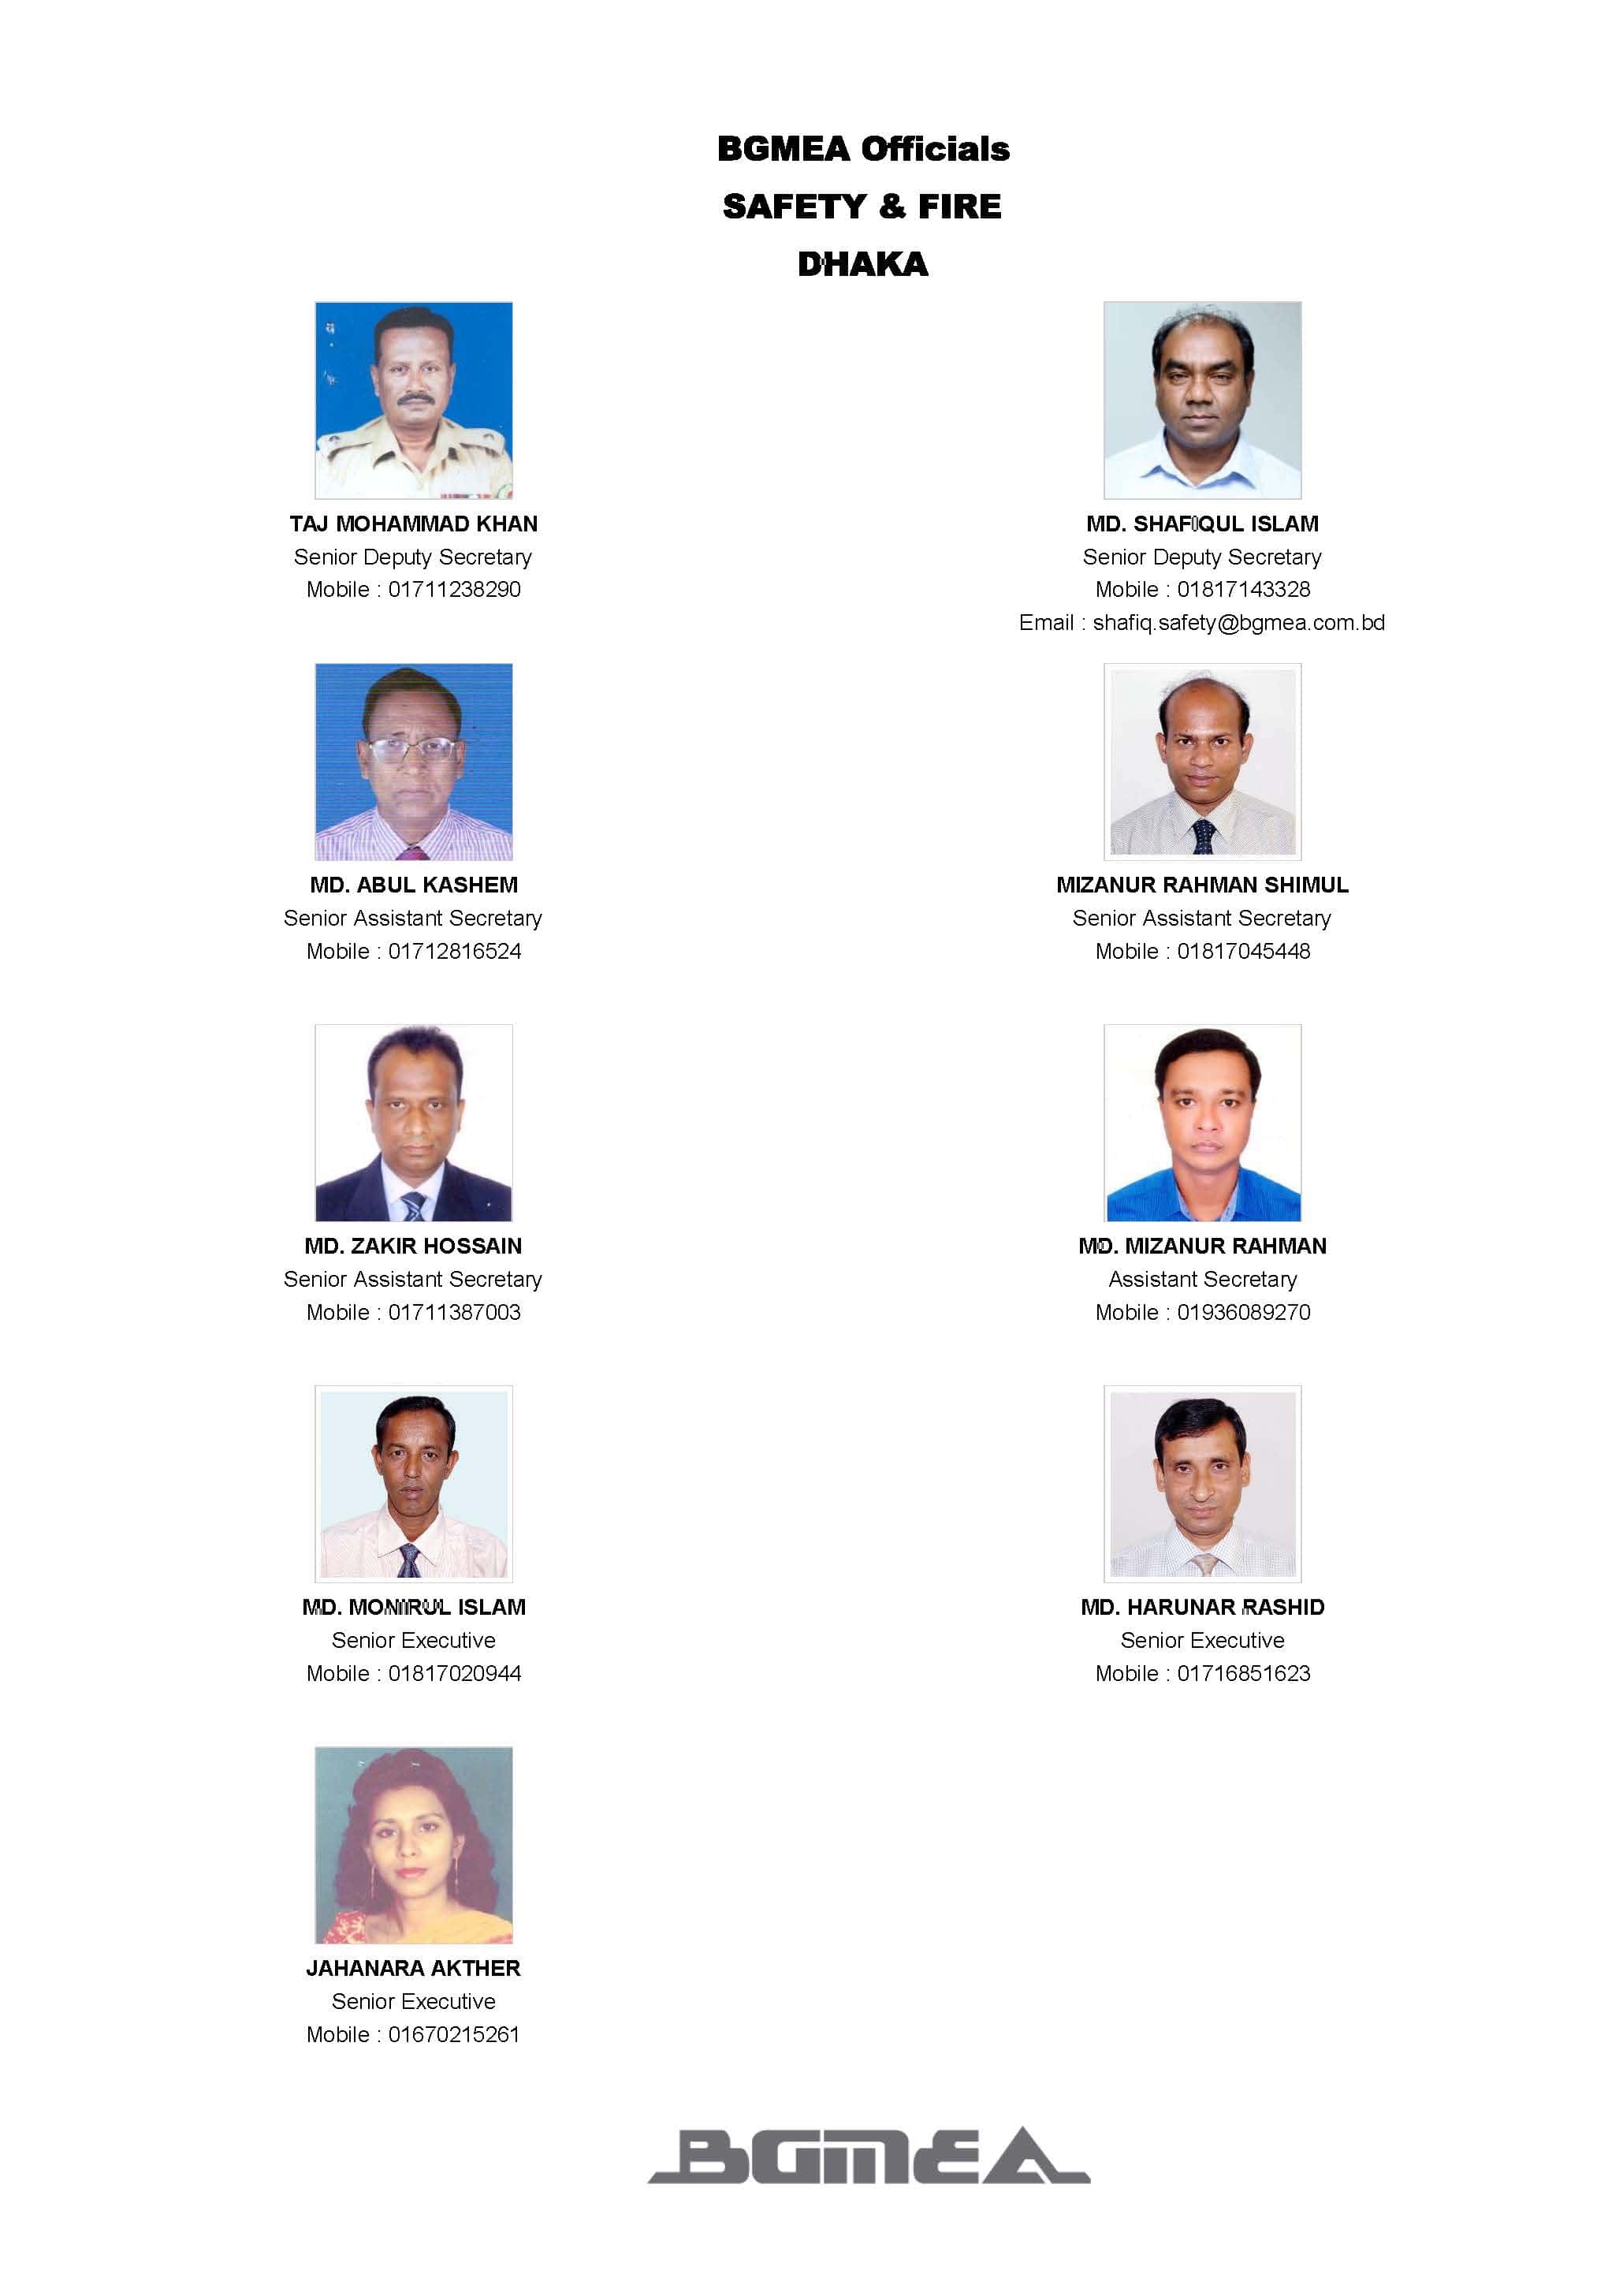 BGMEA Officials
SAFETY & FIRE
DHAKA
TAJ MOHAMMAD KHAN
Senior Deputy Secretary
Mobile : 01711238290
MD. SHAFIQUL ISLAM
Senior Deputy Secretary
Mobile : 01817143328
Email : shafiq.safety@bgmea.com.bd
MD. ABUL KASHEM
Senior Assistant Secretary
Mobile : 01712816524
MIZANUR RAHMAN SHIMUL
Senior Assistant Secretary
Mobile : 01817045448
MD. ZAKIR HOSSAIN
Senior Assistant Secretary
Mobile : 01711387003
MD. MIZANUR RAHMAN
Assistant Secretary
Mobile : 01936089270
MD. MONIRUL ISLAM
Senior Executive
Mobile : 01817020944
MD. HARUNAR RASHID
Senior Executive
Mobile : 01716851623
JAHANARA AKTHER
Senior Executive
Mobile : 01670215261
BGMEA